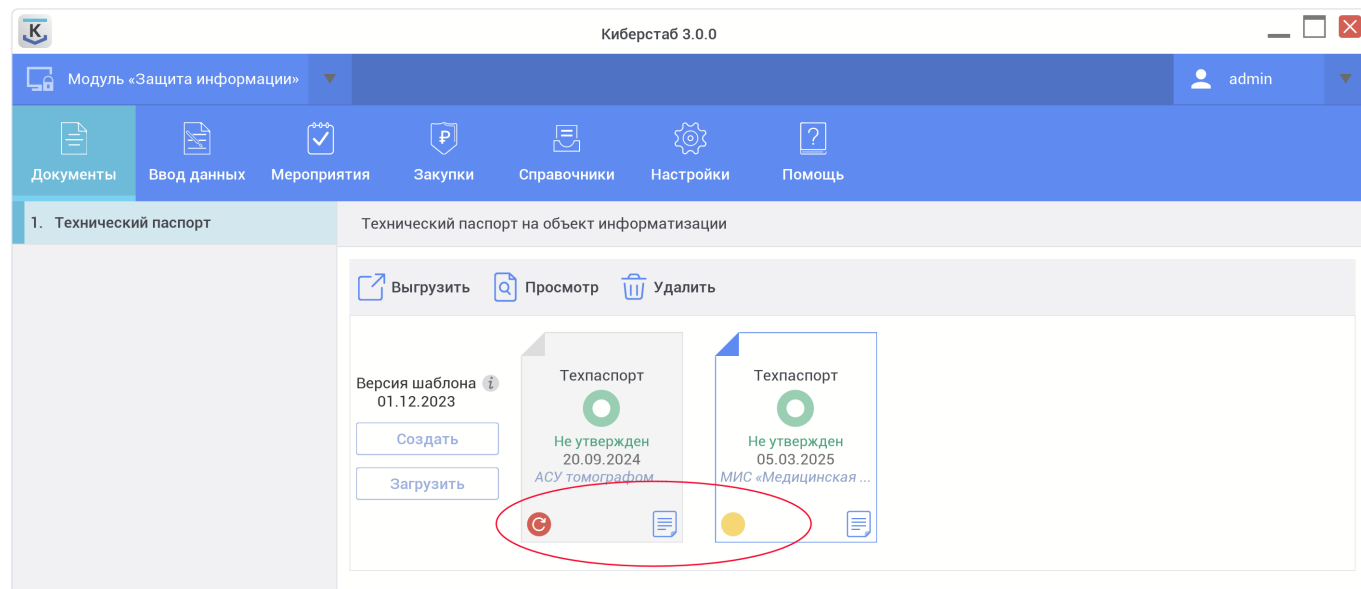 K
Киберстаб 3.0.0
Модуль «Защита информации»
admin
Документы
Ввод данных
Мероприятия
Закупки
Справочники
Настройки
Помощь
1. Технический паспорт
Технический паспорт на объект информатизации
Выгрузить
Просмотр
Удалить
Версия шаблона i
01.12.2023
Создать
Загрузить
Техпаспорт
Не утвержден
20.09.2024
АСУ томографом...
Техпаспорт
Не утвержден
05.03.2025
МИС «Медицинская ...